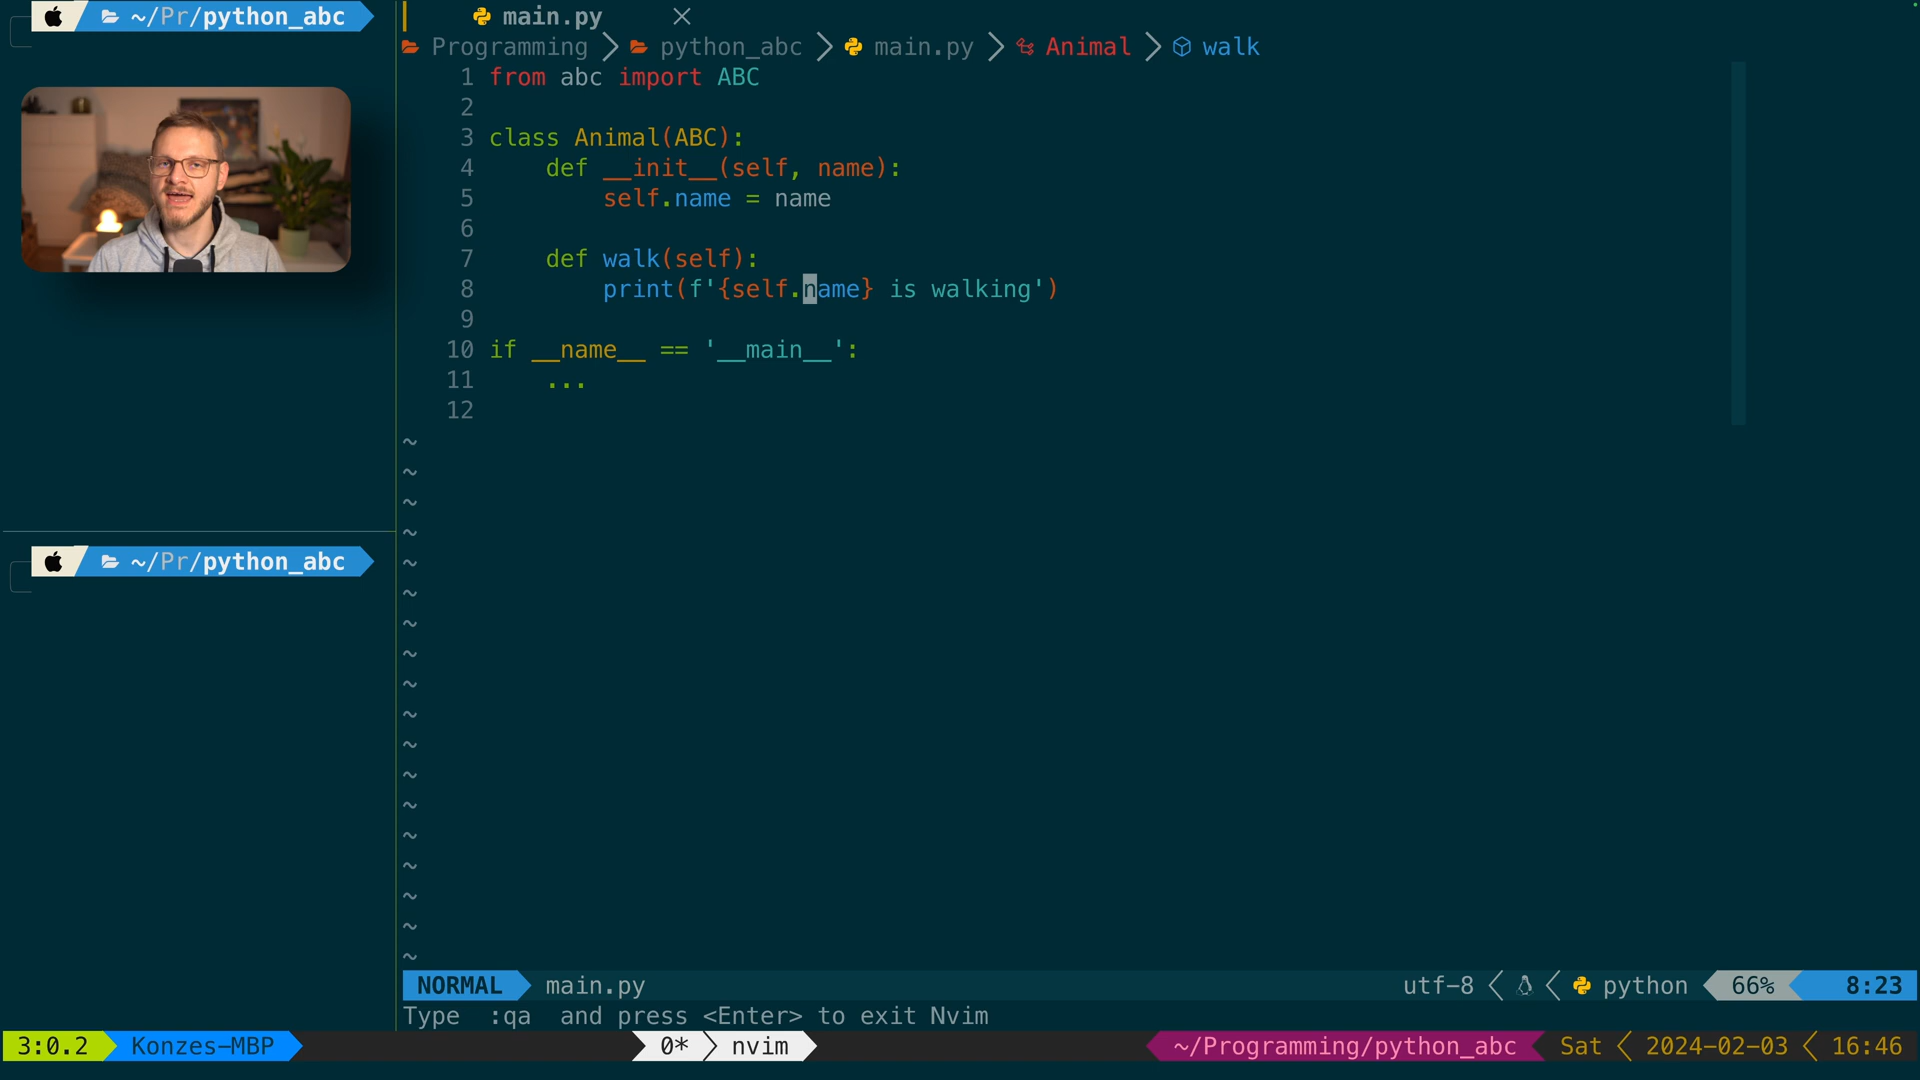 ~/Pr/python_abc
main.py
Programming python_abc main.py Animal walk
1 from abc import ABC
2
3 class Animal(ABC):
4 def __init__(self, name):
5 self.name = name
6
7 def walk(self):
8 print(f'{self.name} is walking')
9
10 if __name__ == '__main__':
11 ...
12
~
~
~
~
~/Pr/python_abc
~
~
~
~
~
~
~
~
~
~
~
~
~
~
NORMAL main.py utf-8 python 66% 8:23
Type :qa and press <Enter> to exit Nvim
3:0.2 Konzes-MBP 0* nvim ~/Programming/python_abc Sat 2024-02-03 16:46